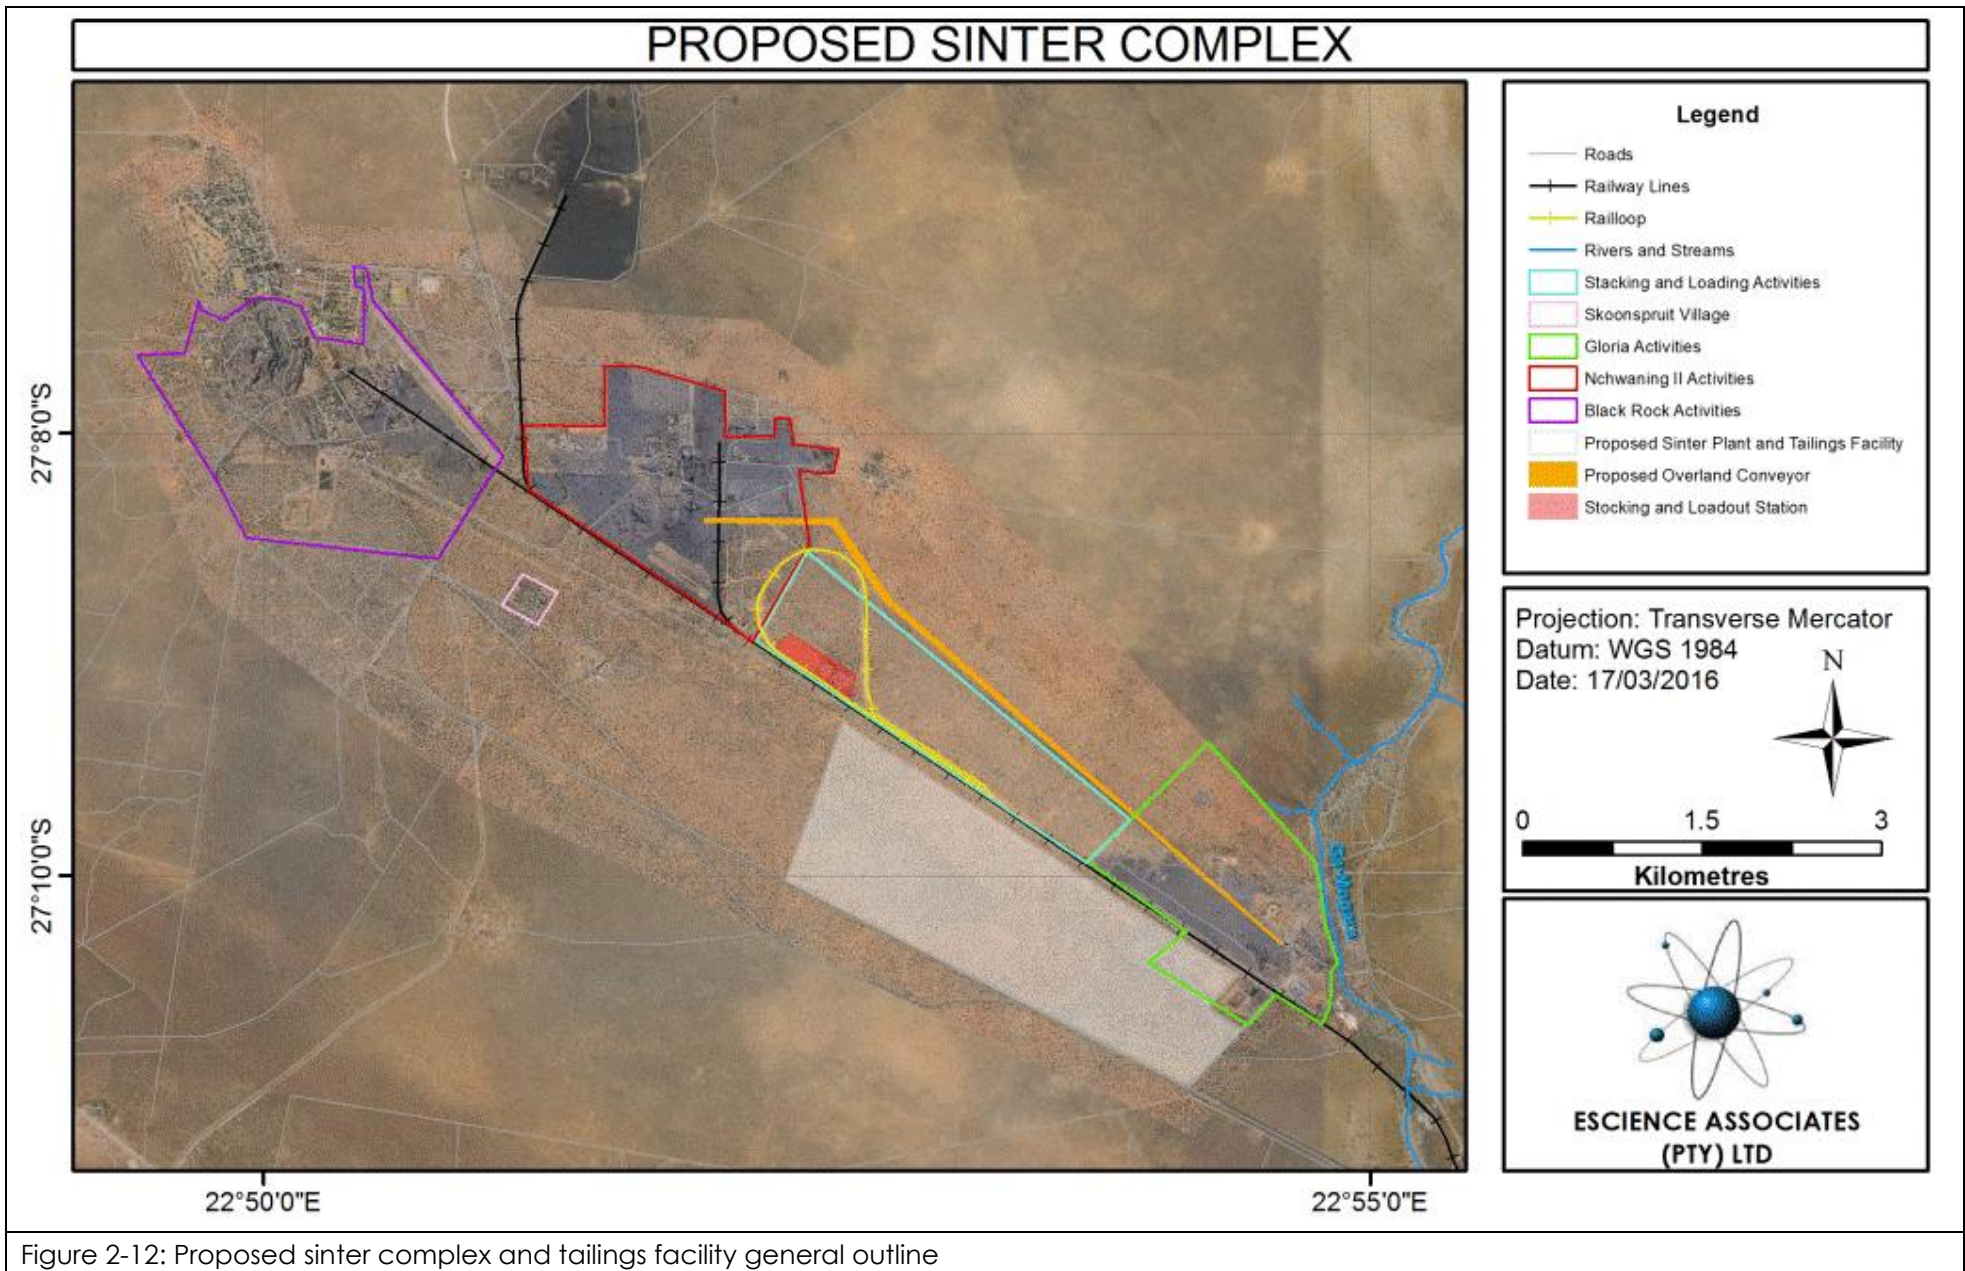 PROPOSED SINTER COMPLEX
27°8'0"S
27°10'0"S
22°50'0"E
22°55'0"E
Legend
Roads
Railway Lines
Railloop
Rivers and Streams
Stacking and Loading Activities
Skoonspruit Village
Gloria Activities
Nchwaning II Activities
Black Rock Activities
Proposed Sinter Plant and Tailings Facility
Proposed Overland Conveyor
Stocking and Loadout Station
Projection: Transverse Mercator
Datum: WGS 1984
Date: 17/03/2016
N
0 1.5 3
Kilometres
ESCIENCE ASSOCIATES
(PTY) LTD
Figure 2-12: Proposed sinter complex and tailings facility general outline